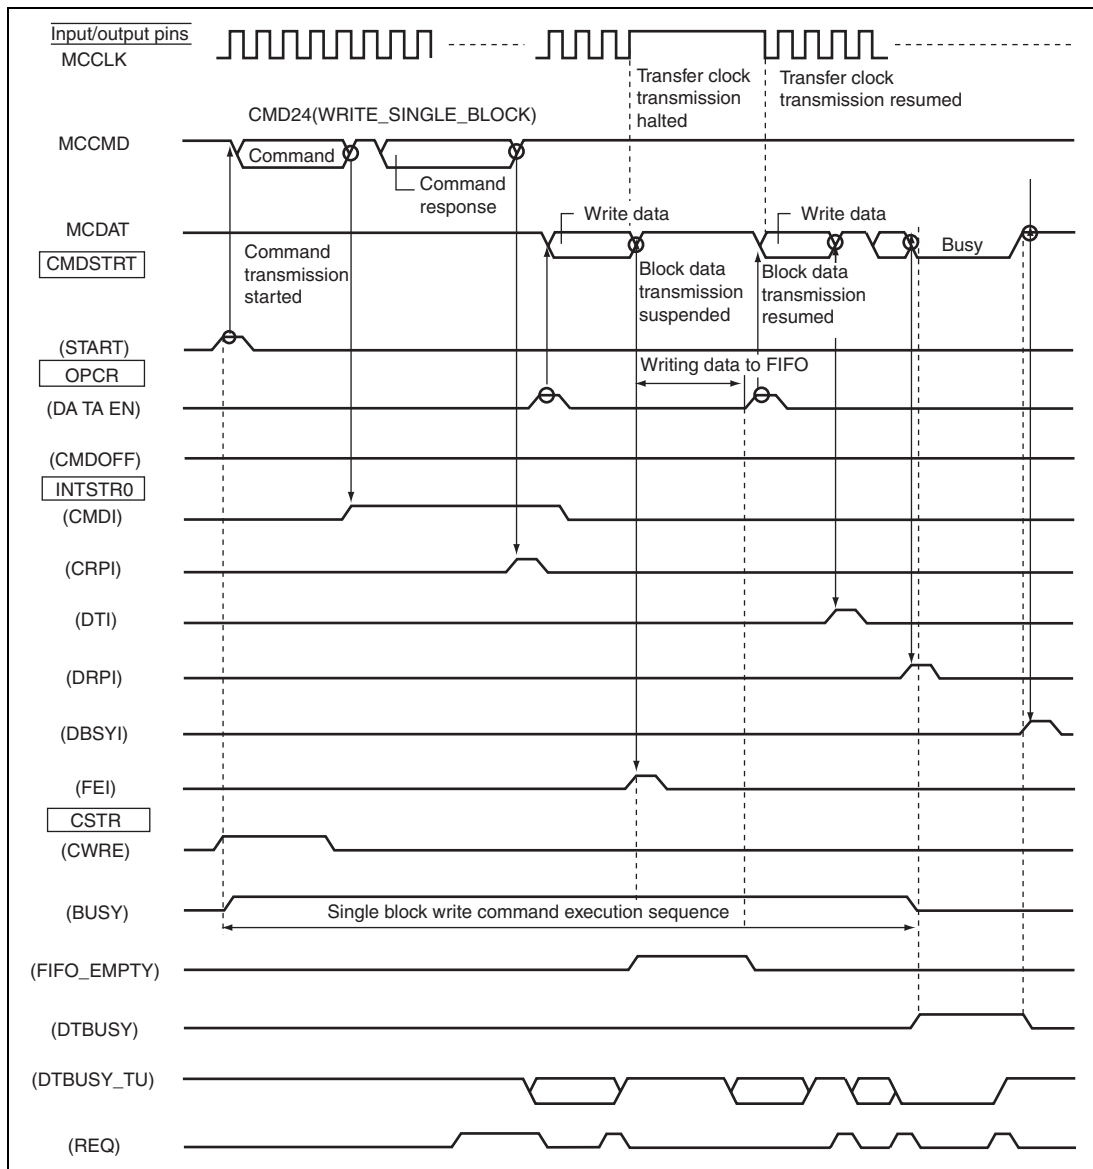 Input/output pins
MCCLK
Transfer clock
transmission
halted
Transfer clock
transmission resumed
CMD24(WRITE_SINGLE_BLOCK)
MCCMD
Command
Command
response
MCDAT
Write data
Write data
Busy
CMDSTRT
Command
transmission
started
Block data
transmission
suspended
Block data
transmission
resumed
(START)
OPCR
Writing data to FIFO
(DA TA EN)
(CMDOFF)
INTSTR0
(CMDI)
(CRPI)
(DTI)
(DRPI)
(DBSYI)
(FEI)
CSTR
(CWRE)
(BUSY)
Single block write command execution sequence
(FIFO_EMPTY)
(DTBUSY)
(DTBUSY_TU)
(REQ)